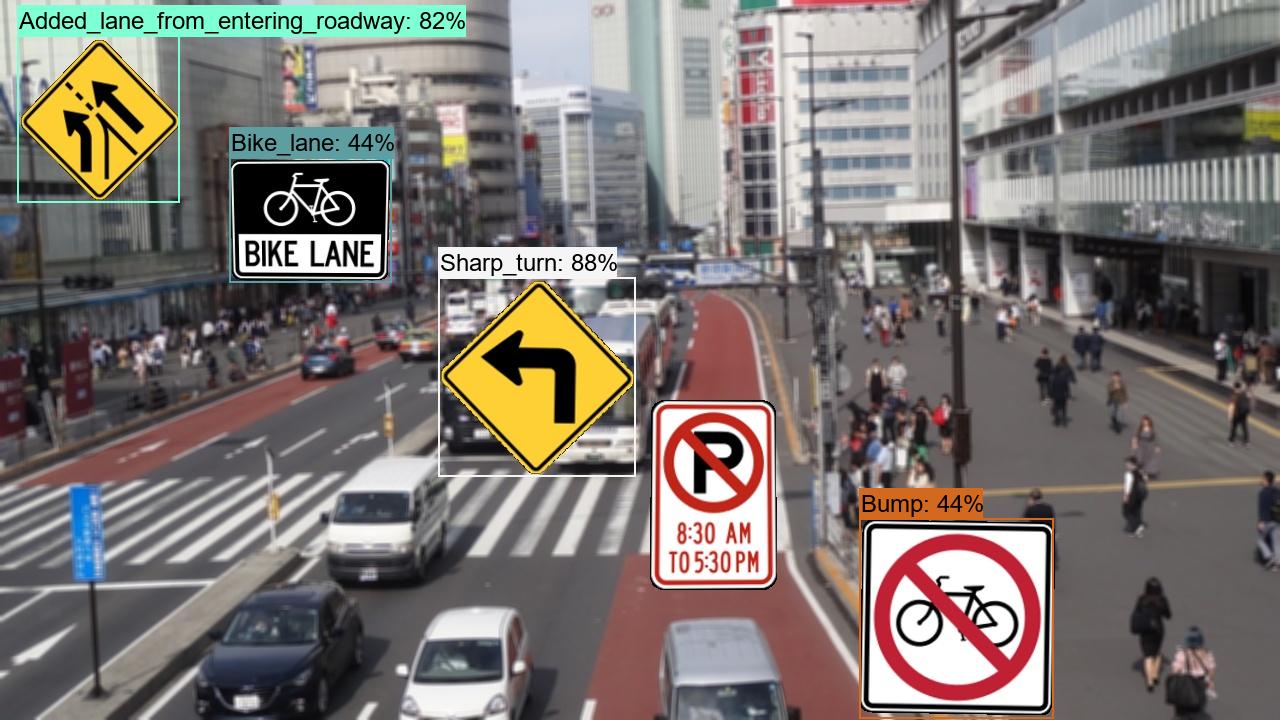 Added_lane_from_entering_roadway: 82%
Bike_lane: 44%
BIKE LANE
Sharp_turn: 88%
P
8:30 AM
TO 5:30 PM
Bump: 44%